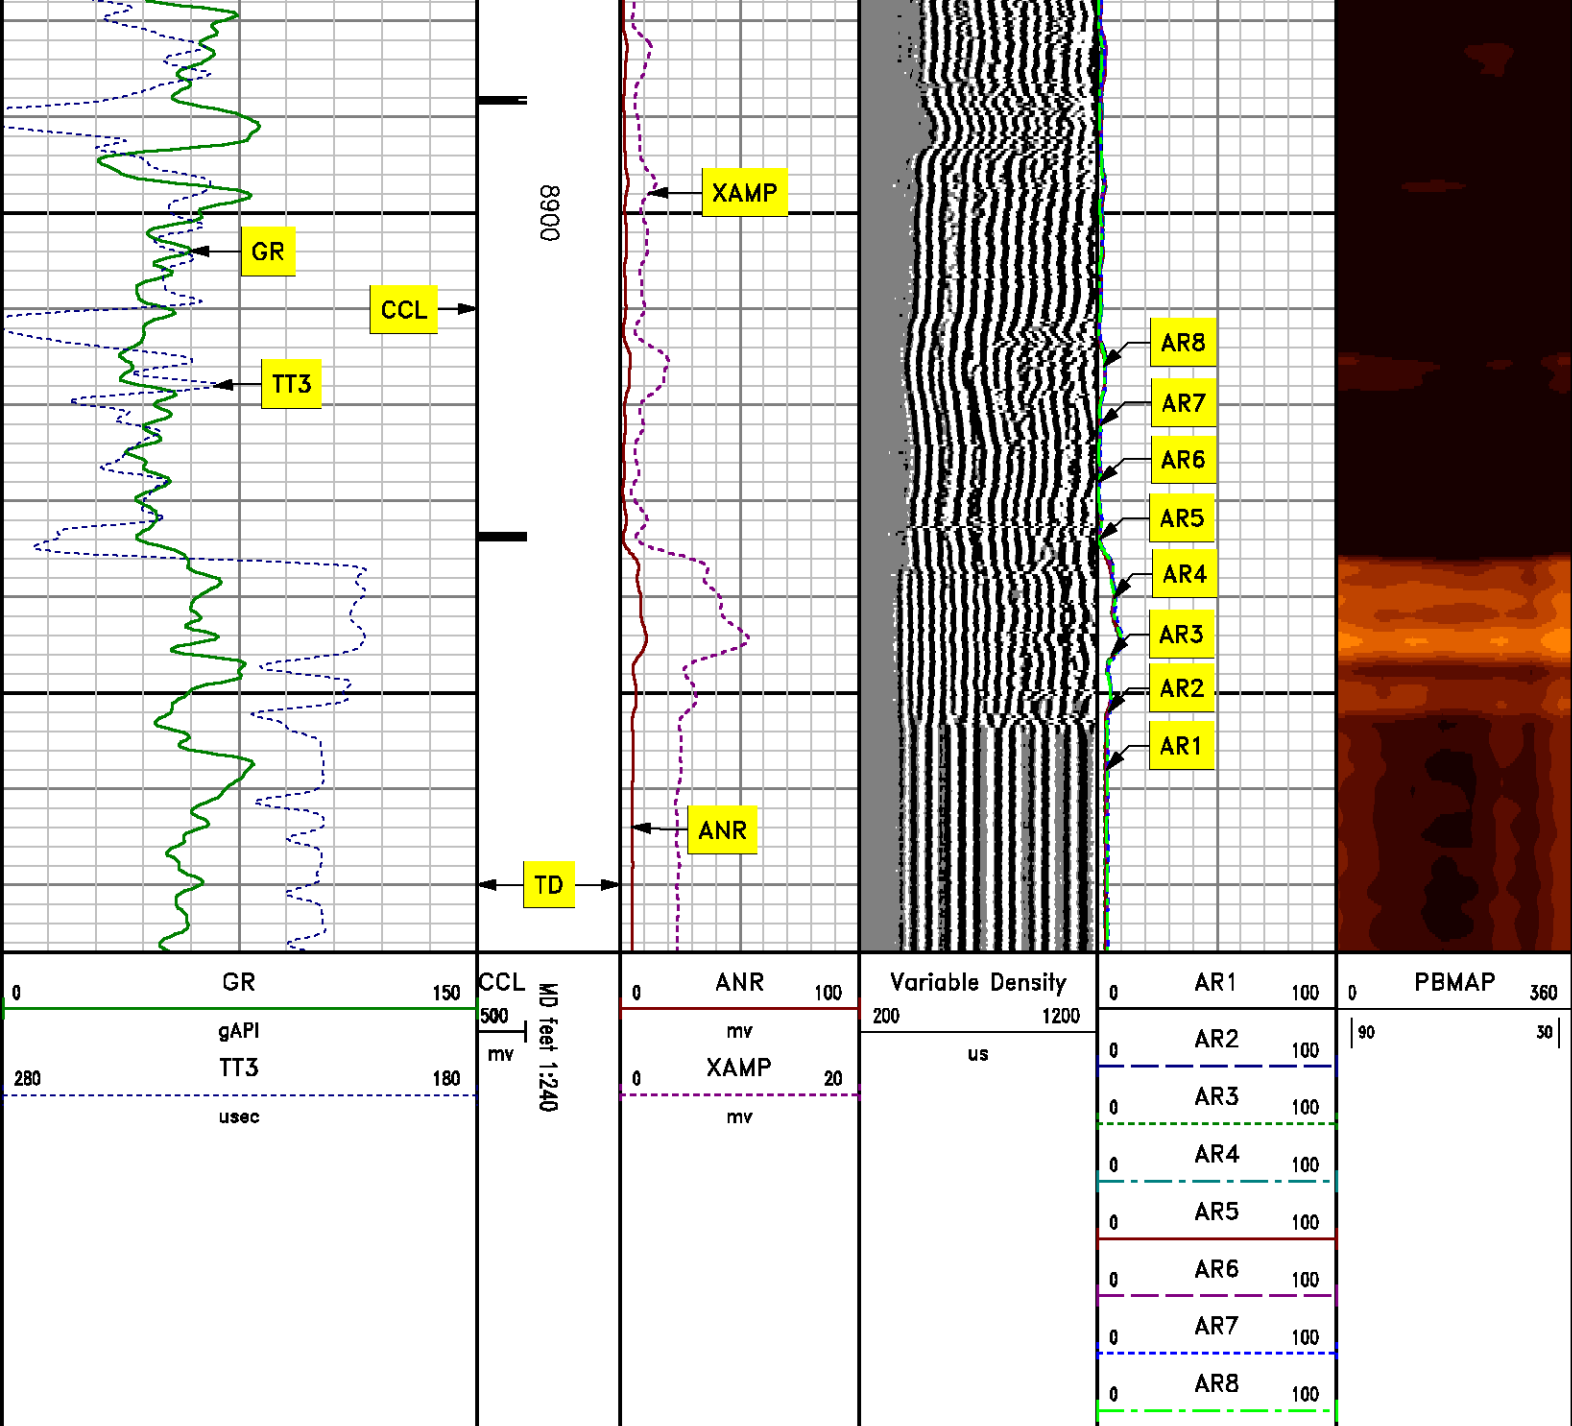 XAMP
8900
GR
CCL
AR8
TT3
AR7
AR6
AR5
AR4
AR3
AR2
AR1
ANR
TD
0 GR 150
gAPI
280 TT3 180
usec
CCL
500
mv
MD feet 1:240
0 ANR 100
mv
0 XAMP 20
mv
Variable Density
200 1200
us
0 AR1 100
0 AR2 100
0 AR3 100
0 AR4 100
0 AR5 100
0 AR6 100
0 AR7 100
0 AR8 100
0 PBMAP 360
90 30